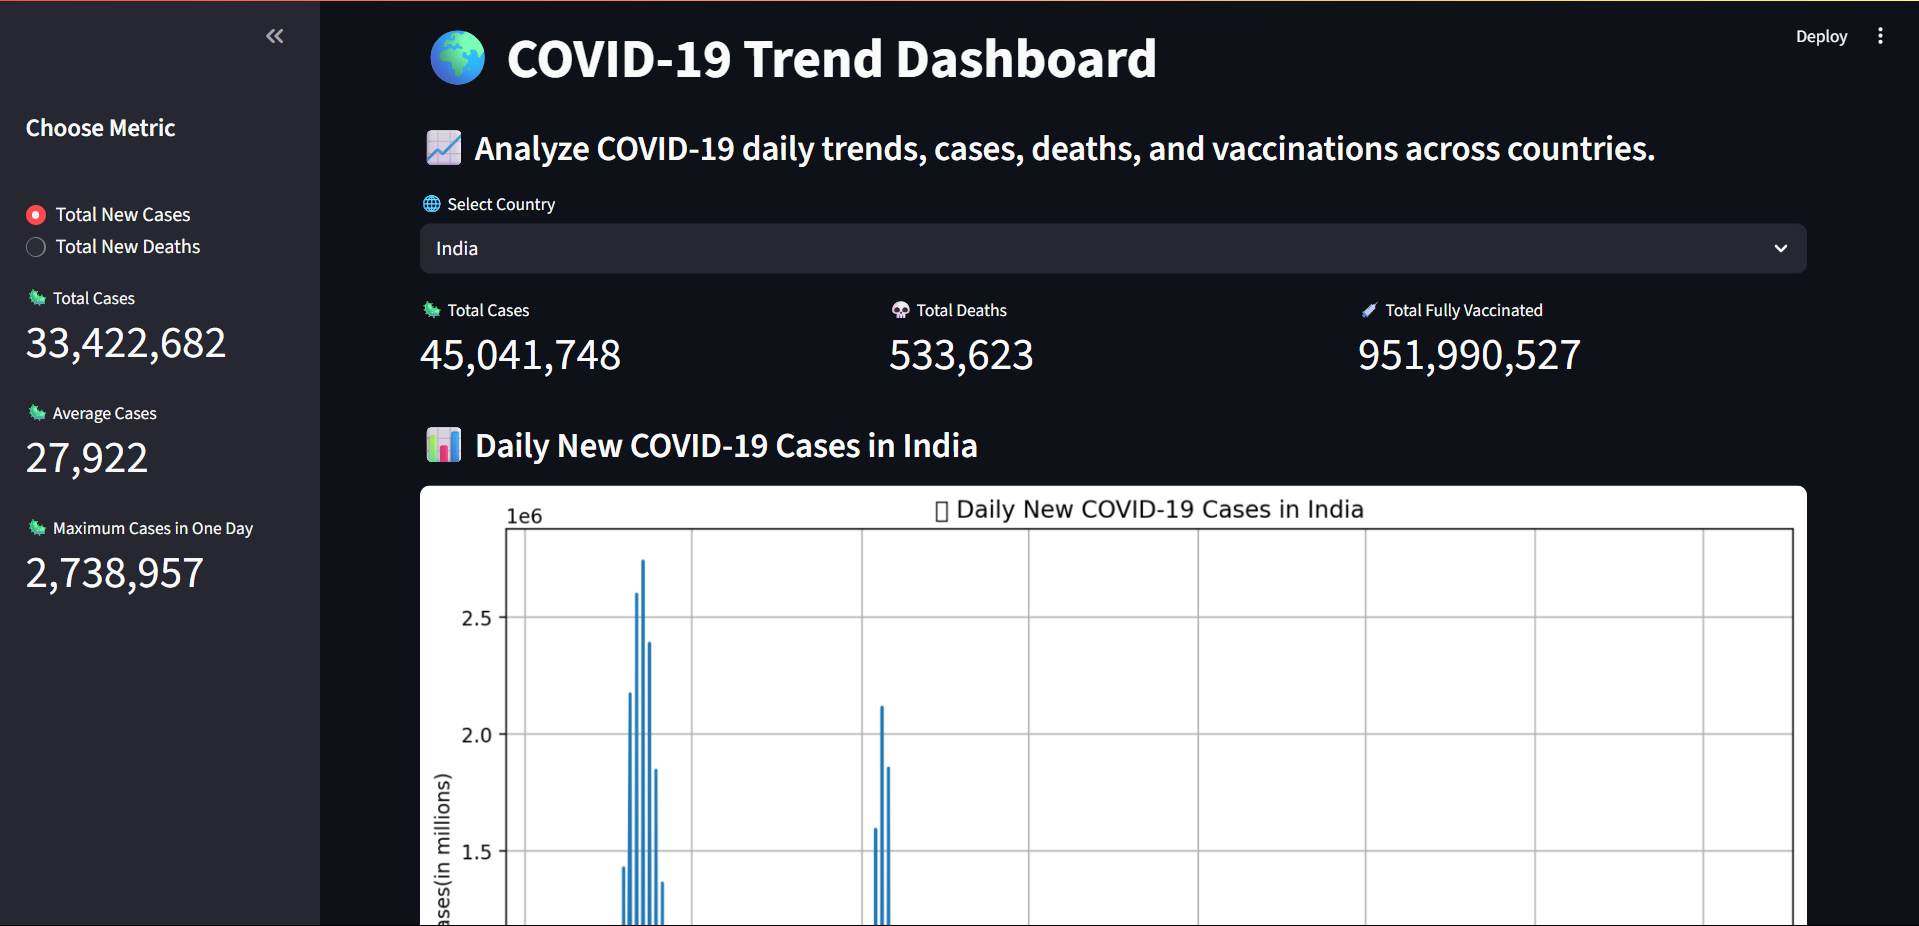 Choose Metric
Total New Cases
Total New Deaths
Total Cases
33,422,682
Average Cases
27,922
Maximum Cases in One Day
2,738,957
Deploy
COVID-19 Trend Dashboard
Analyze COVID-19 daily trends, cases, deaths, and vaccinations across countries.
Select Country
India
Total Cases
45,041,748
Total Deaths
533,623
Total Fully Vaccinated
951,990,527
Daily New COVID-19 Cases in India
Daily New COVID-19 Cases in India
1e6
2.5
2.0
1.5
ases(in millions)